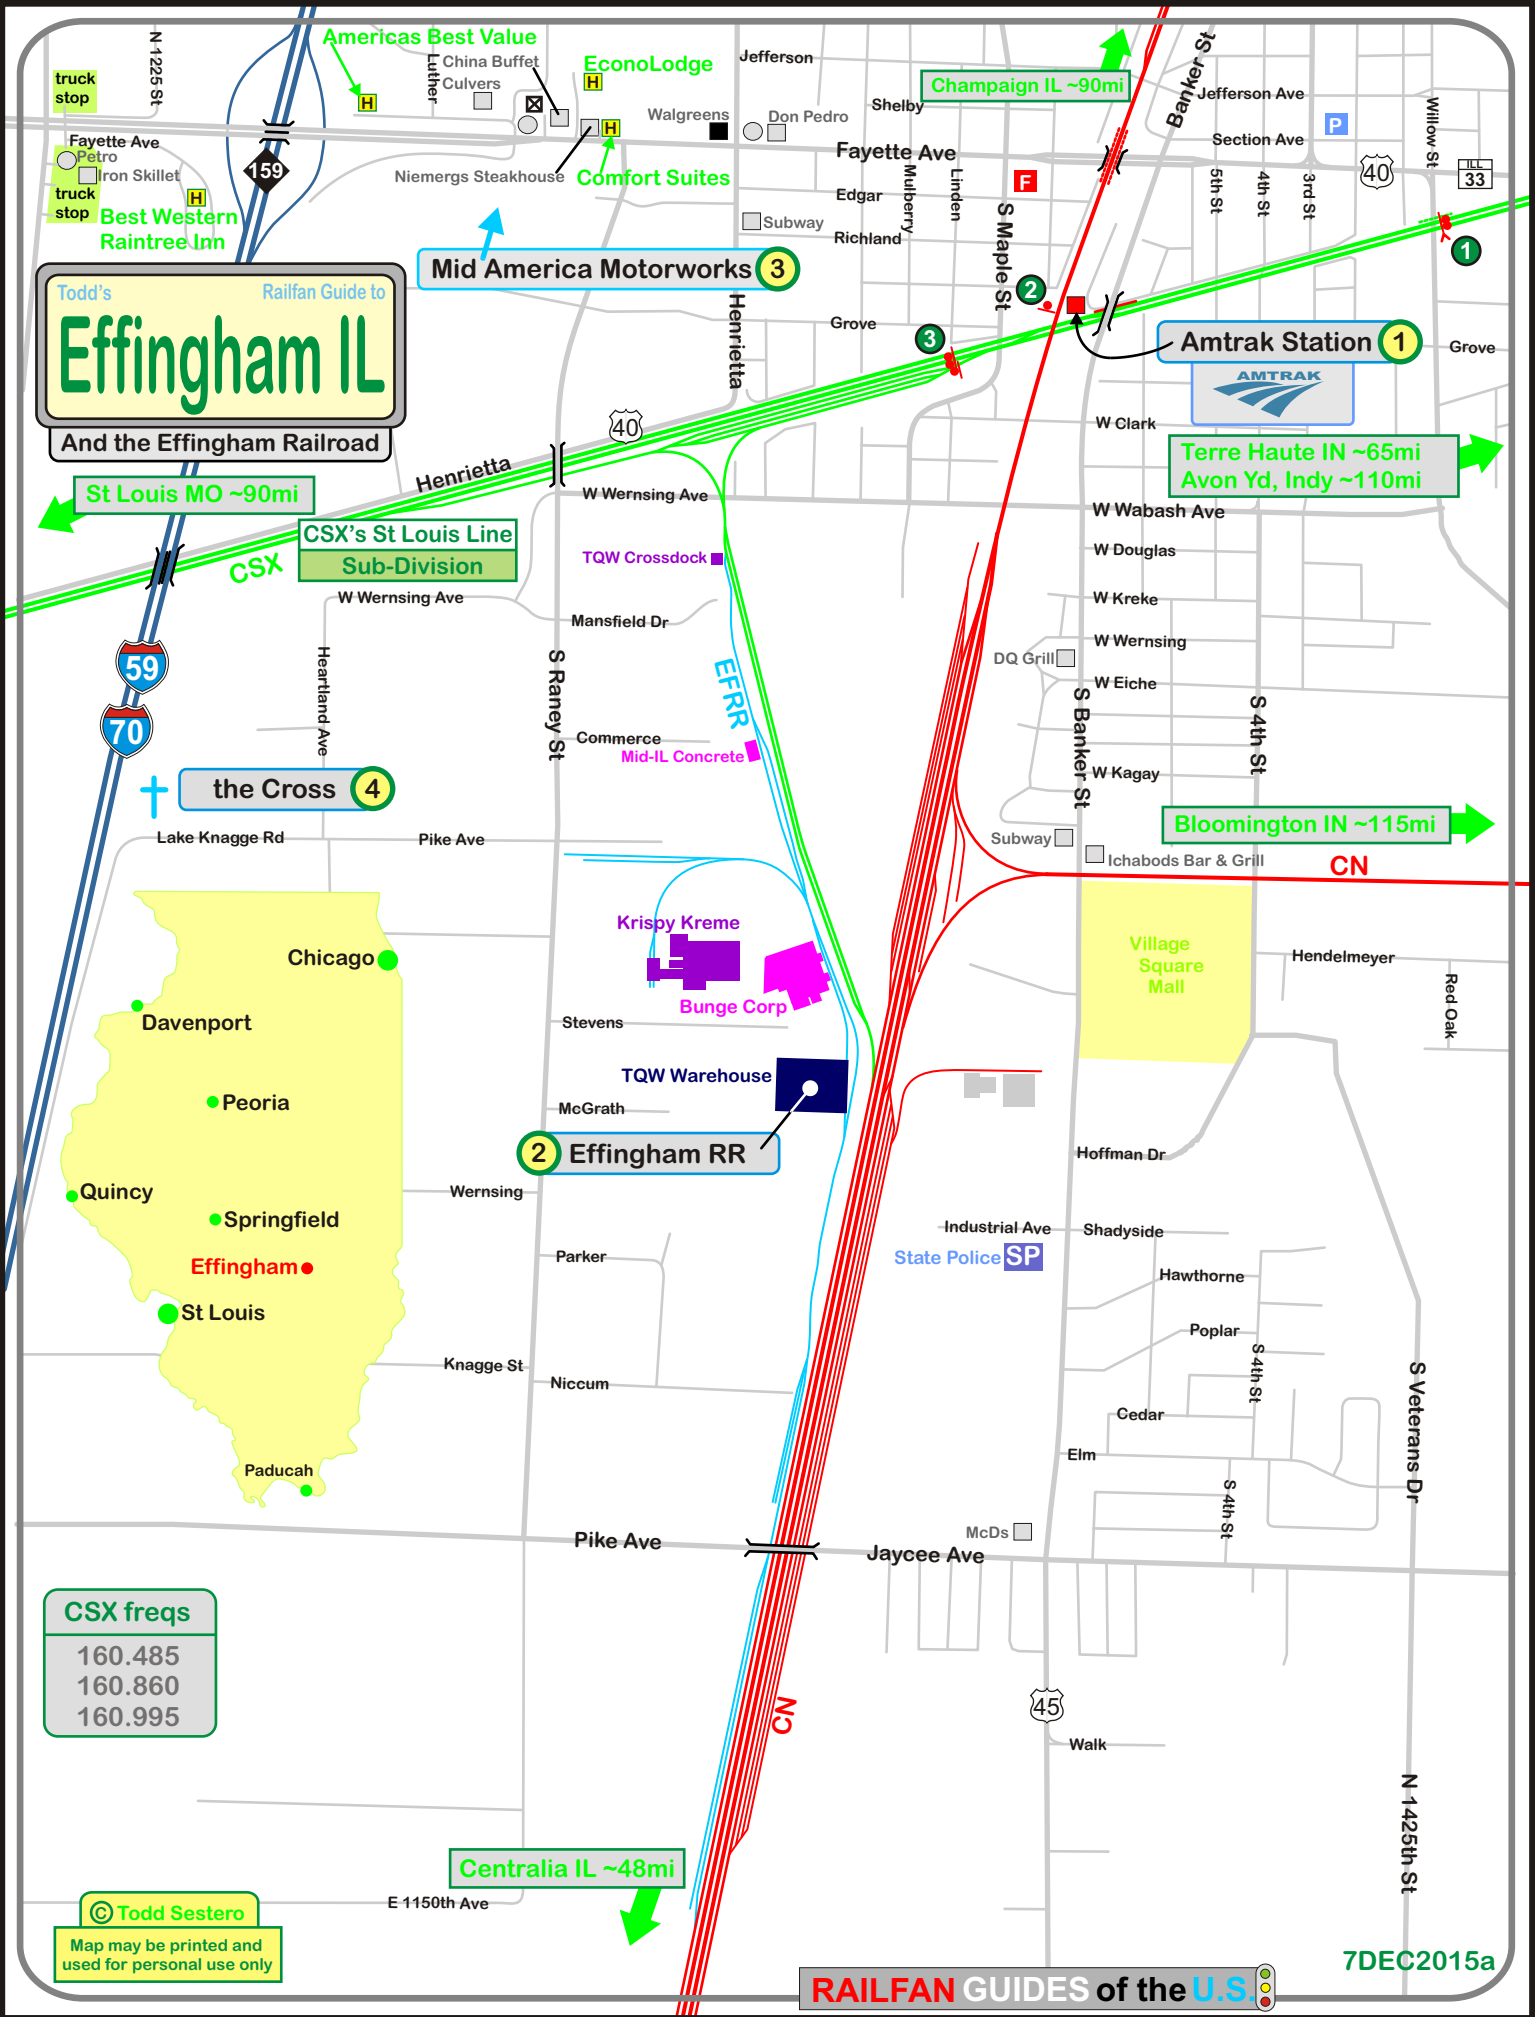 N 1225 St
truck
stop
Fayette Ave
Petro
Iron Skillet
truck
stop
Best Western
Raintree Inn
H
159
Americas Best Value
H
Luther
China Buffet
Culvers
EconoLodge
H
Niemergs Steakhouse
H
Comfort Suites
Walgreens
Don Pedro
Jefferson
Shelby
Fayette Ave
Edgar
Mulberry
Linden
Richland
Subway
F
S Maple St
Champaign IL ~90mi
Banker St
Jefferson Ave
P
Section Ave
Willow St
5th St
4th St
3rd St
40
ILL
33
1
Mid America Motorworks 3
Todd's
Railfan Guide to
Effingham IL
And the Effingham Railroad
Henrietta
Grove
3
2
Amtrak Station 1
AMTRAK
Grove
40
Henrietta
St Louis MO ~90mi
CSX
CSX's St Louis Line
Sub-Division
W Clark
Terre Haute IN ~65mi
Avon Yd, Indy ~110mi
W Wernsing Ave
W Wabash Ave
W Douglas
TQW Crossdock
W Wernsing Ave
Mansfield Dr
W Kreke
W Wernsing
DQ Grill
W Eiche
59
70
Heartland Ave
S Raney St
EFRR
Commerce
Mid-IL Concrete
S Banker St
S 4th St
W Kagay
the Cross 4
Lake Knagge Rd
Pike Ave
Bloomington IN ~115mi
Subway
Ichabods Bar & Grill
CN
Krispy Kreme
Bunge Corp
Village
Square
Mall
Hendelmeyer
Red Oak
Chicago
Davenport
Stevens
TQW Warehouse
Peoria
McGrath
2 Effingham RR
Hoffman Dr
Quincy
Wernsing
Springfield
Industrial Ave
Shadyside
Effingham
Parker
State Police SP
Hawthorne
St Louis
Poplar
S 4th St
Knagge St
Niccum
S Veterans Dr
Cedar
Elm
Paducah
S 4th St
Pike Ave
McDs
Jaycee Ave
CSX freqs
160.485
160.860
160.995
CN
45
Walk
N 1425th St
Centralia IL ~48mi
E 1150th Ave
© Todd Sestero
Map may be printed and
used for personal use only
7DEC2015a
RAILFAN GUIDES of the U.S.